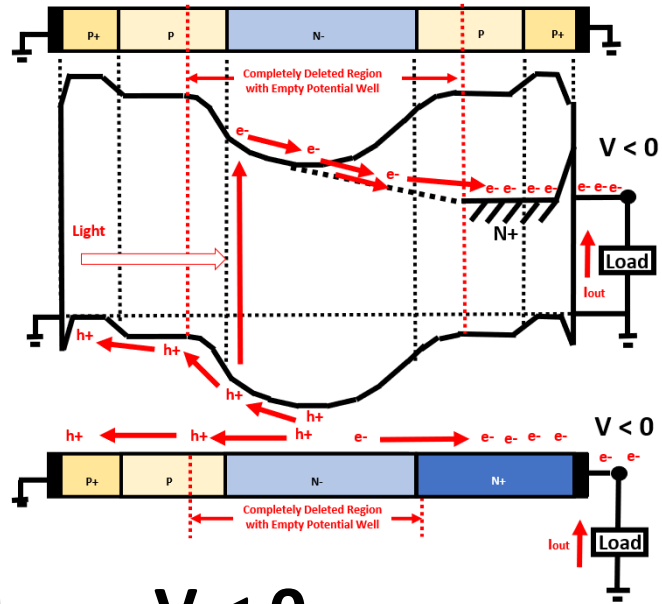 P+ P N- P P+
Completely Deleted Region
with Empty Potential Well
e-
e-
e-
e- e- e- e-
e- e- e-
V < 0
N+
Light
Load
Iout
h+
h+
h+
h+
h+ h+ h+ e- e- e- e- e-
V < 0
e- e-
P+ P N- N+
Completely Deleted Region
with Empty Potential Well
Iout
Load